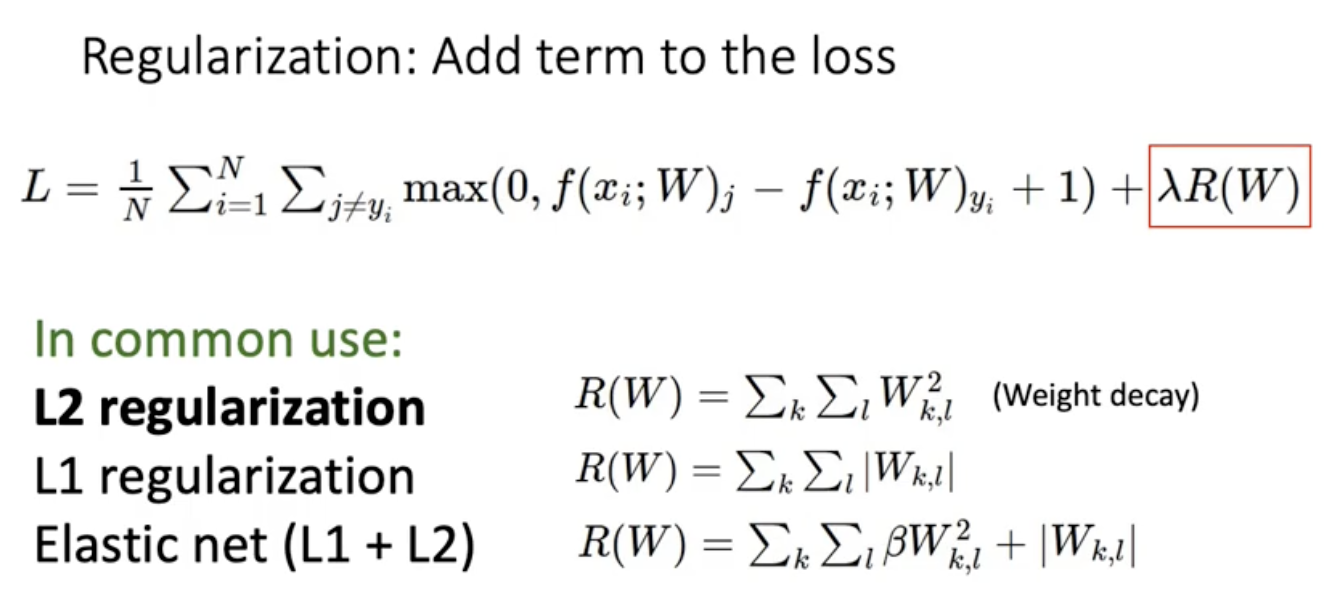 Regularization: Add term to the loss
L = \frac{1}{N} \sum_{i=1}^{N} \sum_{j \neq y_i} \max(0, f(x_i; W)_j - f(x_i; W)_{y_i} + 1) + \lambda R(W)
In common use:
L2 regularization R(W) = \sum_k \sum_l W_{k,l}^2 (Weight decay)
L1 regularization R(W) = \sum_k \sum_l |W_{k,l}|
Elastic net (L1 + L2) R(W) = \sum_k \sum_l \beta W_{k,l}^2 + |W_{k,l}|